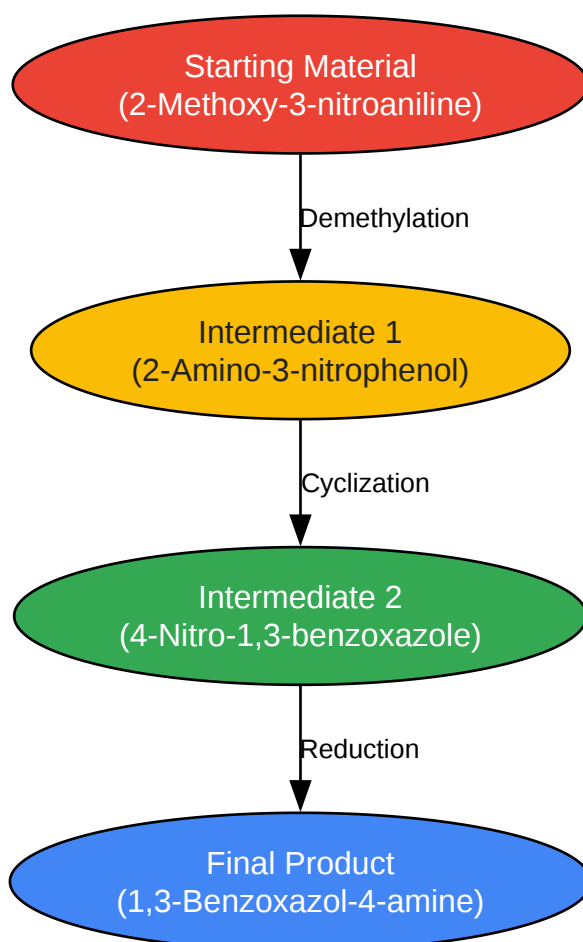 Starting Material
(2-Methoxy-3-nitroaniline)
Demethylation
Intermediate 1
(2-Amino-3-nitrophenol)
Cyclization
Intermediate 2
(4-Nitro-1,3-benzoxazole)
Reduction
Final Product
(1,3-Benzoxazol-4-amine)